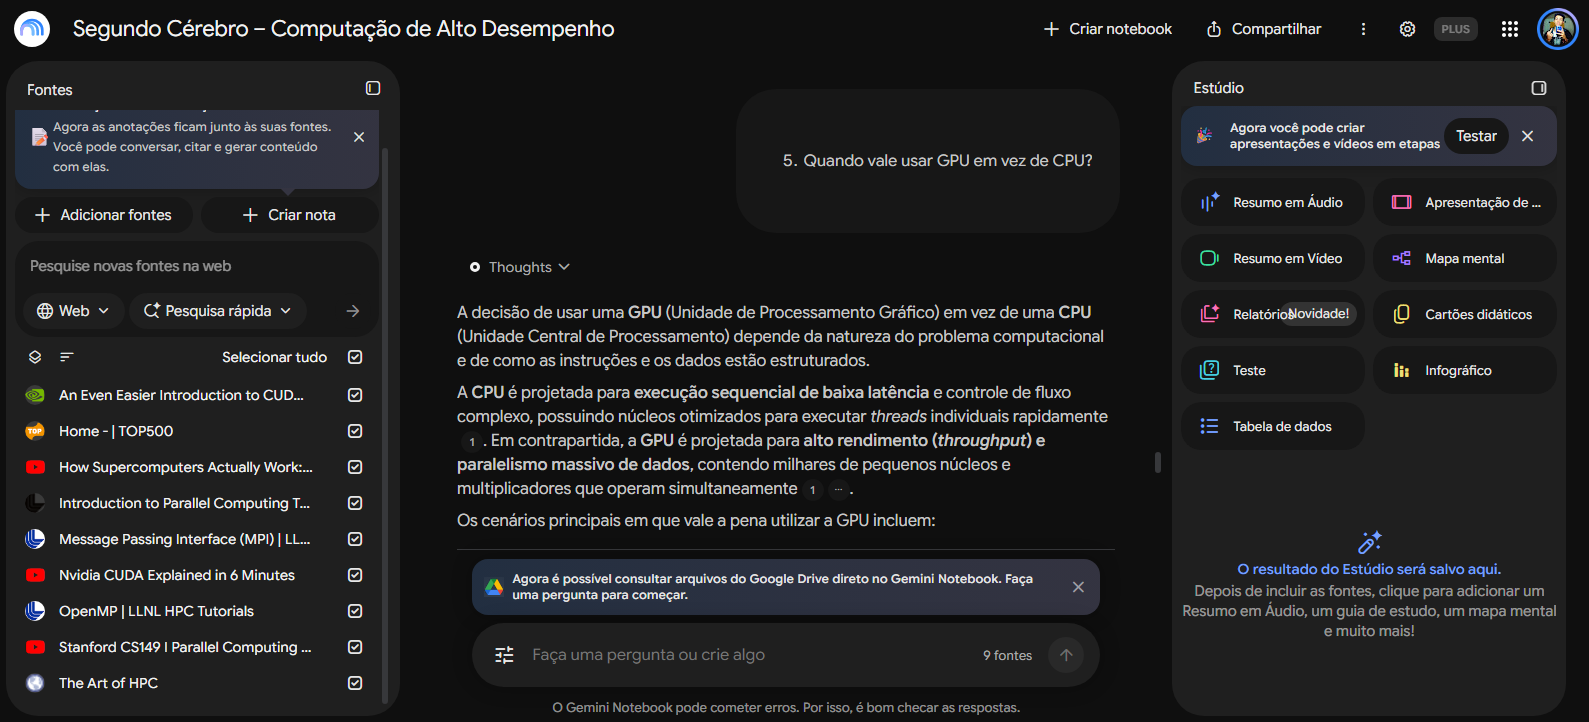 Segundo Cérebro – Computação de Alto Desempenho
Criar notebook
Compartilhar
PLUS
Fontes
Agora as anotações ficam junto às suas fontes.
Você pode conversar, citar e gerar conteúdo
com elas.
Adicionar fontes
Criar nota
Pesquise novas fontes na web
Web
Pesquisa rápida
Selecionar tudo
An Even Easier Introduction to CUD...
TOP
Home - | TOP500
How Supercomputers Actually Work:...
Introduction to Parallel Computing T...
Message Passing Interface (MPI) | LL...
Nvidia CUDA Explained in 6 Minutes
OpenMP | LLNL HPC Tutorials
Stanford CS149 I Parallel Computing ...
The Art of HPC
5. Quando vale usar GPU em vez de CPU?
Thoughts
A decisão de usar uma GPU (Unidade de Processamento Gráfico) em vez de uma CPU
(Unidade Central de Processamento) depende da natureza do problema computacional
e de como as instruções e os dados estão estruturados.
A CPU é projetada para execução sequencial de baixa latência e controle de fluxo
complexo, possuindo núcleos otimizados para executar threads individuais rapidamente
1 . Em contrapartida, a GPU é projetada para alto rendimento (throughput) e
paralelismo massivo de dados, contendo milhares de pequenos núcleos e
multiplicadores que operam simultaneamente 1 ... .
Os cenários principais em que vale a pena utilizar a GPU incluem:
Agora é possível consultar arquivos do Google Drive direto no Gemini Notebook. Faça
uma pergunta para começar.
Faça uma pergunta ou crie algo
9 fontes
O Gemini Notebook pode cometer erros. Por isso, é bom checar as respostas.
Estúdio
Agora você pode criar
apresentações e vídeos em etapas
Testar
Resumo em Áudio
Apresentação de ...
Resumo em Vídeo
Mapa mental
Relatórios
Novidade!
Cartões didáticos
Teste
Infográfico
Tabela de dados
O resultado do Estúdio será salvo aqui.
Depois de incluir as fontes, clique para adicionar um
Resumo em Áudio, um guia de estudo, um mapa mental
e muito mais!